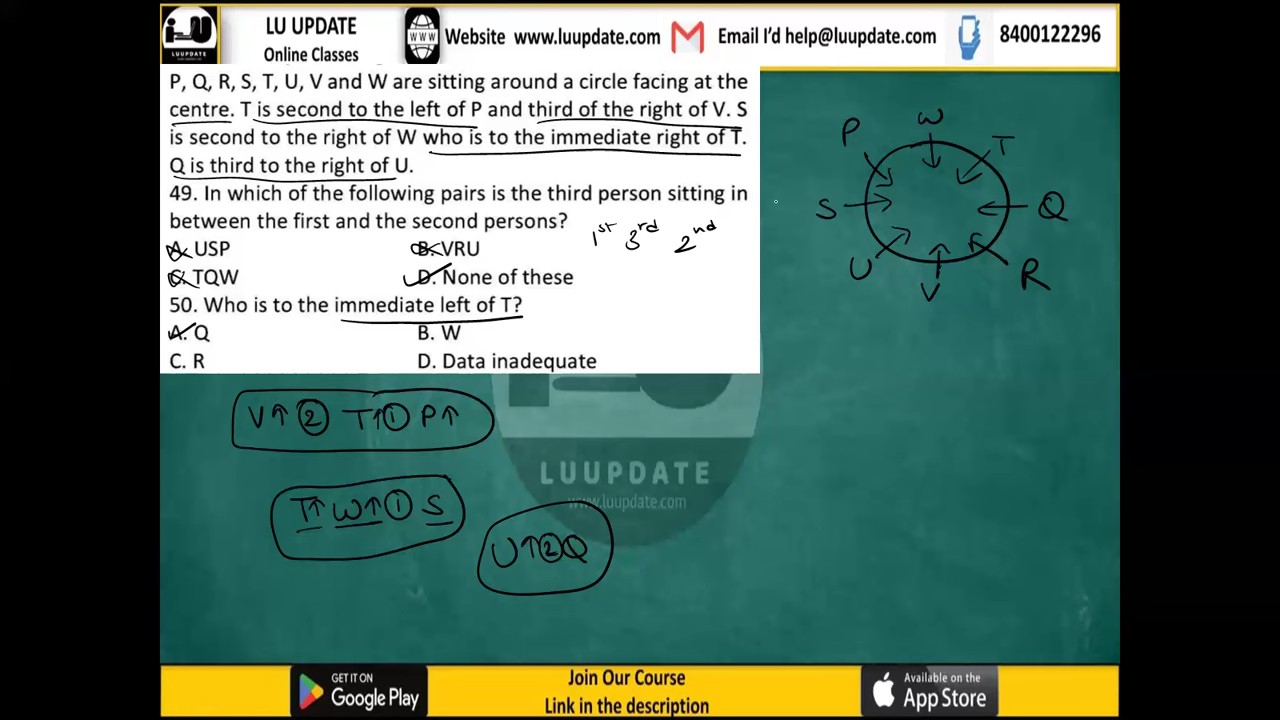 LU UPDATE
Online Classes
LUUPDATE
WWW
Website www.luupdate.com
Email I'd help@luupdate.com
8400122296
P, Q, R, S, T, U, V and W are sitting around a circle facing at the
centre. T is second to the left of P and third of the right of V. S
is second to the right of W who is to the immediate right of T.
Q is third to the right of U.
49. In which of the following pairs is the third person sitting in
between the first and the second persons?
1st 3rd 2nd
A. USP B. VRU
C. TQW D. None of these
50. Who is to the immediate left of T?
A. Q B. W
C. R D. Data inadequate
P W T
S Q
U V R
V↑ 2 T↑ 1 P↑
T↑ W↑ 1 S
U↑ 2 Q
LUUPDATE
www.luupdate.com
GET IT ON
Google Play
Join Our Course
Link in the description
Available on the
App Store